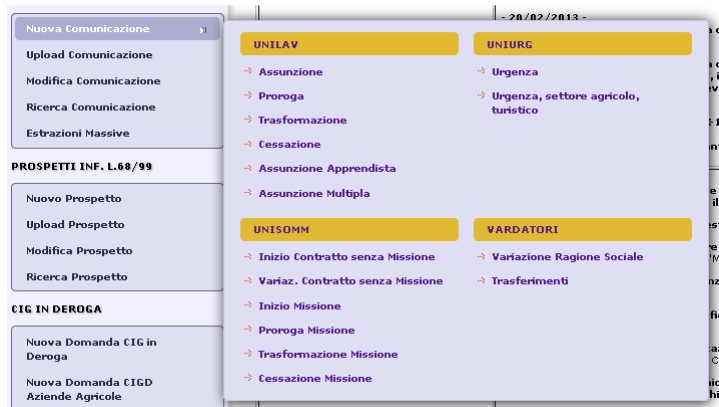 - 20/02/2013 -
Nuova Comunicazione
Upload Comunicazione
Modifica Comunicazione
Ricerca Comunicazione
Estrazioni Massive
PROSPETTI INF. L.68/99
Nuovo Prospetto
Upload Prospetto
Modifica Prospetto
Ricerca Prospetto
CIG IN DEROGA
Nuova Domanda CIG in
Deroga
Nuova Domanda CIGD
Aziende Agricole
UNILAV
Assunzione
Proroga
Trasformazione
Cessazione
Assunzione Apprendista
Assunzione Multipla
UNIURG
Urgenza
Urgenza, settore agricolo,
turistico
UNISOMM
Inizio Contratto senza Missione
Variaz. Contratto senza Missione
Inizio Missione
Proroga Missione
Trasformazione Missione
Cessazione Missione
VARDATORI
Variazione Ragione Sociale
Trasferimenti